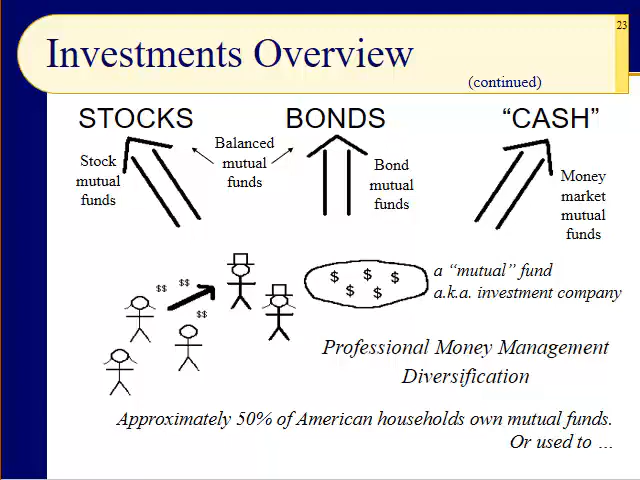 23
Investments Overview
(continued)
STOCKS
BONDS
“CASH”
Stock
mutual
funds
Balanced
mutual
funds
Bond
mutual
funds
Money
market
mutual
funds
$$
$$
$$
$ $ $
$ $
a “mutual” fund
a.k.a. investment company
Professional Money Management
Diversification
Approximately 50% of American households own mutual funds.
Or used to …